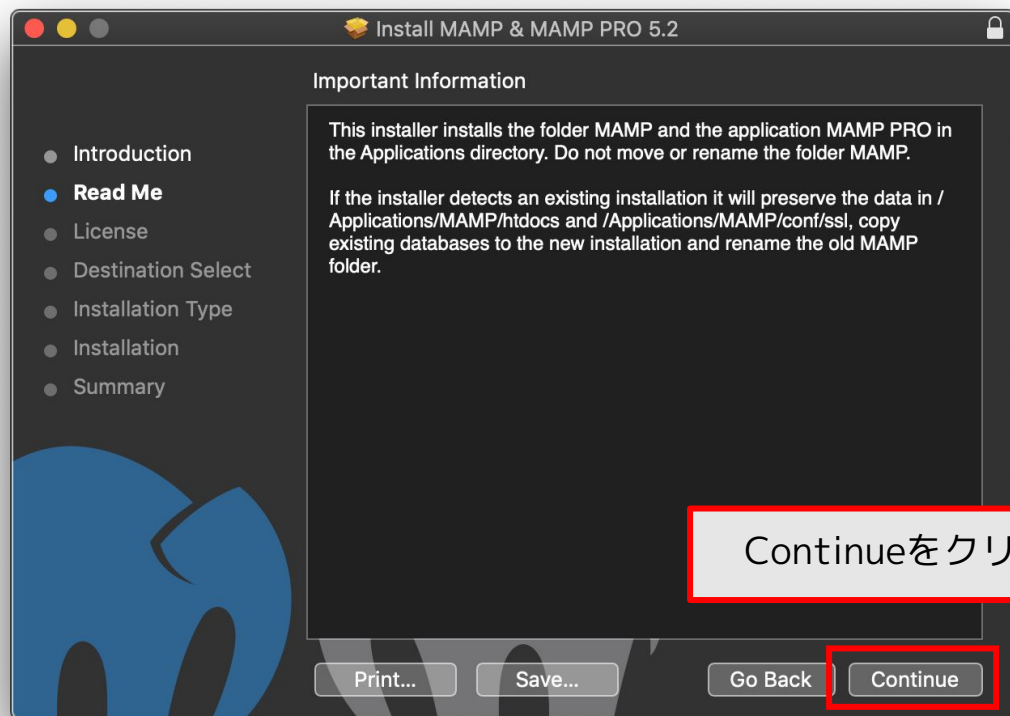 Install MAMP & MAMP PRO 5.2
Important Information
Introduction
Read Me
License
Destination Select
Installation Type
Installation
Summary
This installer installs the folder MAMP and the application MAMP PRO in
the Applications directory. Do not move or rename the folder MAMP.
If the installer detects an existing installation it will preserve the data in /
Applications/MAMP/htdocs and /Applications/MAMP/conf/ssl, copy
existing databases to the new installation and rename the old MAMP
folder.
Continueをクリ
Print...
Save...
Go Back
Continue